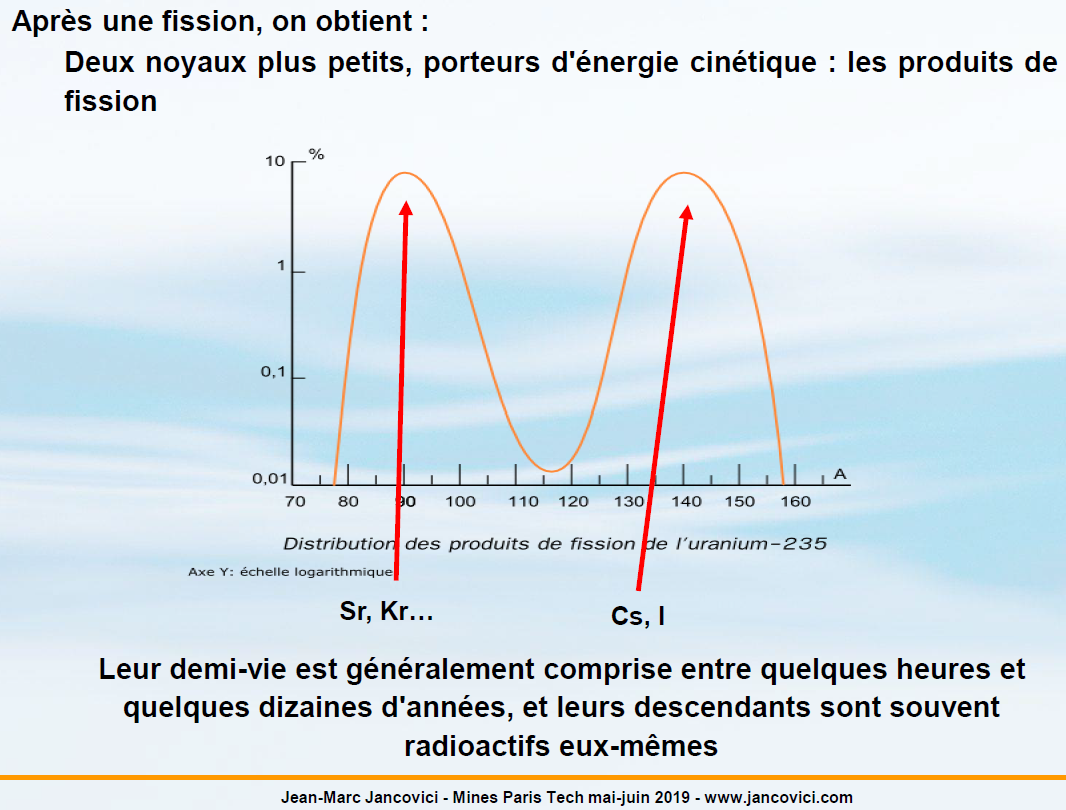 Après une fission, on obtient :
Deux noyaux plus petits, porteurs d'énergie cinétique : les produits de
fission
%
10
1
0,1
0,01
A
70 80 90 100 110 120 130 140 150 160
Distribution des produits de fission de l'uranium-235
Axe Y: échelle logarithmique
Sr, Kr…
Cs, I
Leur demi-vie est généralement comprise entre quelques heures et
quelques dizaines d'années, et leurs descendants sont souvent
radioactifs eux-mêmes
Jean-Marc Jancovici - Mines Paris Tech mai-juin 2019 - www.jancovici.com